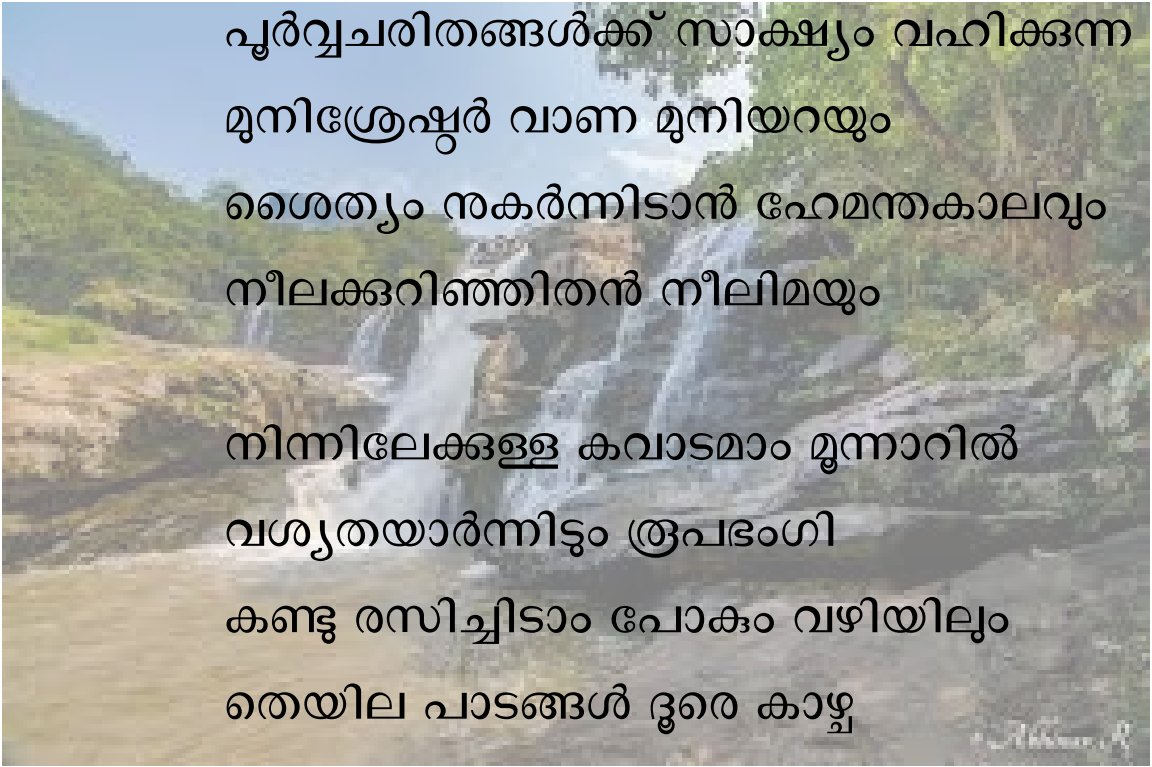 പൂർവ്വചരിതങ്ങൾക്ക് സാക്ഷ്യം വഹിക്കുന്ന
മുനിശ്രേഷ്ഠർ വാണ മുനിയറയും
ശൈത്യം നുകർന്നിടാൻ ഹേമന്തകാലവും
നീലക്കുറിഞ്ഞിതൻ നീലിമയും
നിന്നിലേക്കുള്ള കവാടമാം മൂന്നാറിൽ
വശ്യതയാർന്നിടും രൂപഭംഗി
കണ്ടു രസിച്ചിടാം പോകും വഴിയിലും
തെയില പാടങ്ങൾ ദൂരെ കാഴ്ച